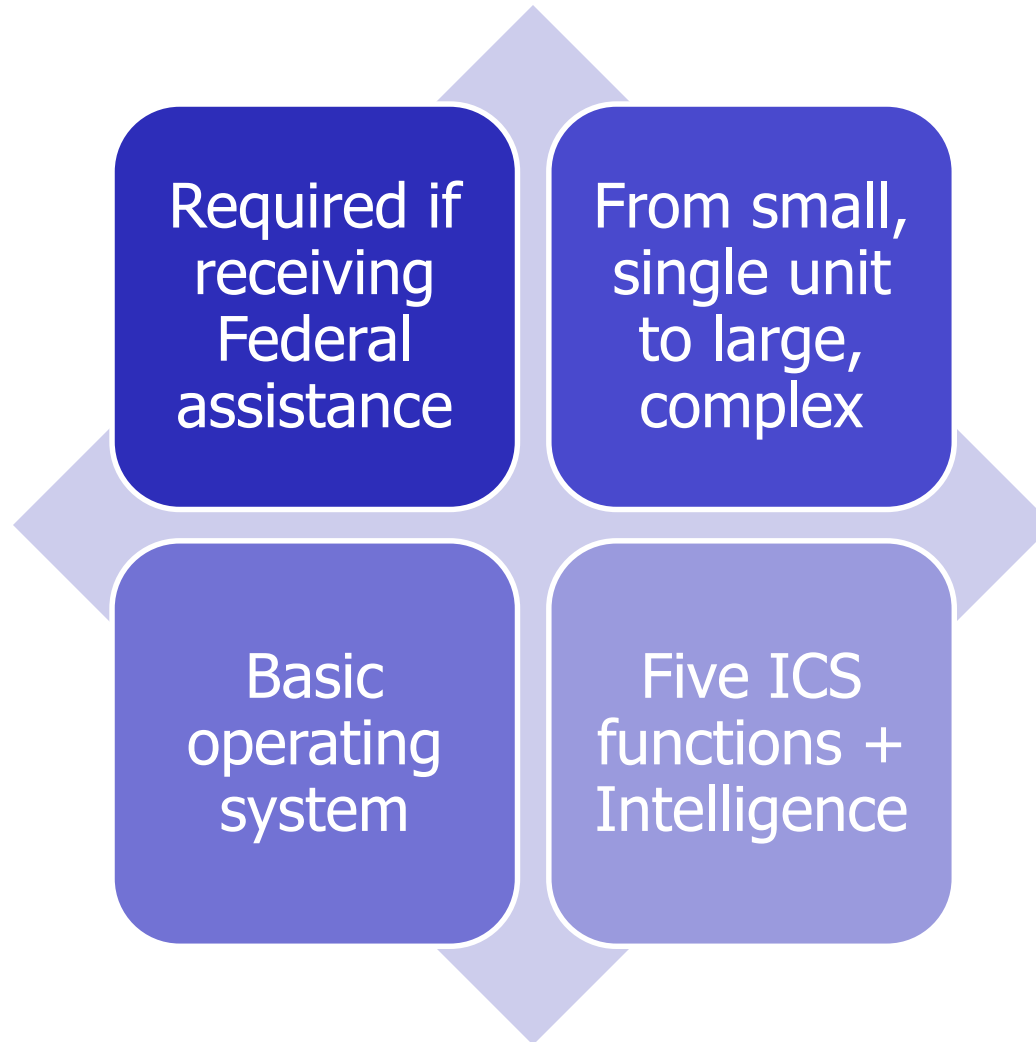 Required if
receiving
Federal
assistance
From small,
single unit
to large,
complex
Basic
operating
system
Five ICS
functions +
Intelligence